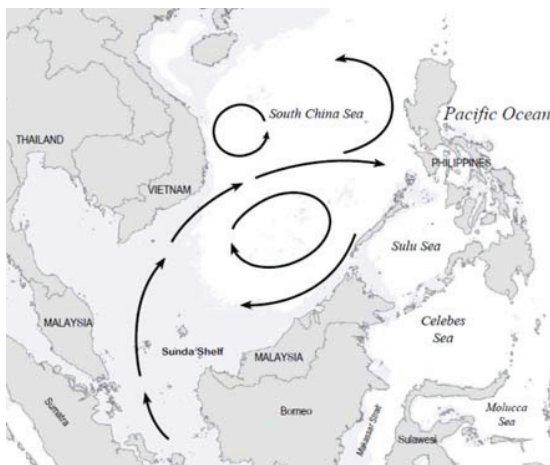 South China Sea
Pacific Ocean
THAILAND
PHILIPPINES
VIETNAM
Sulu Sea
MALAYSIA
Celbes
Sea
Sunda Shelf
MALAYSIA
Sumatra
Borneo
Makassar Strait
Molucca
Sea
Sulawesi